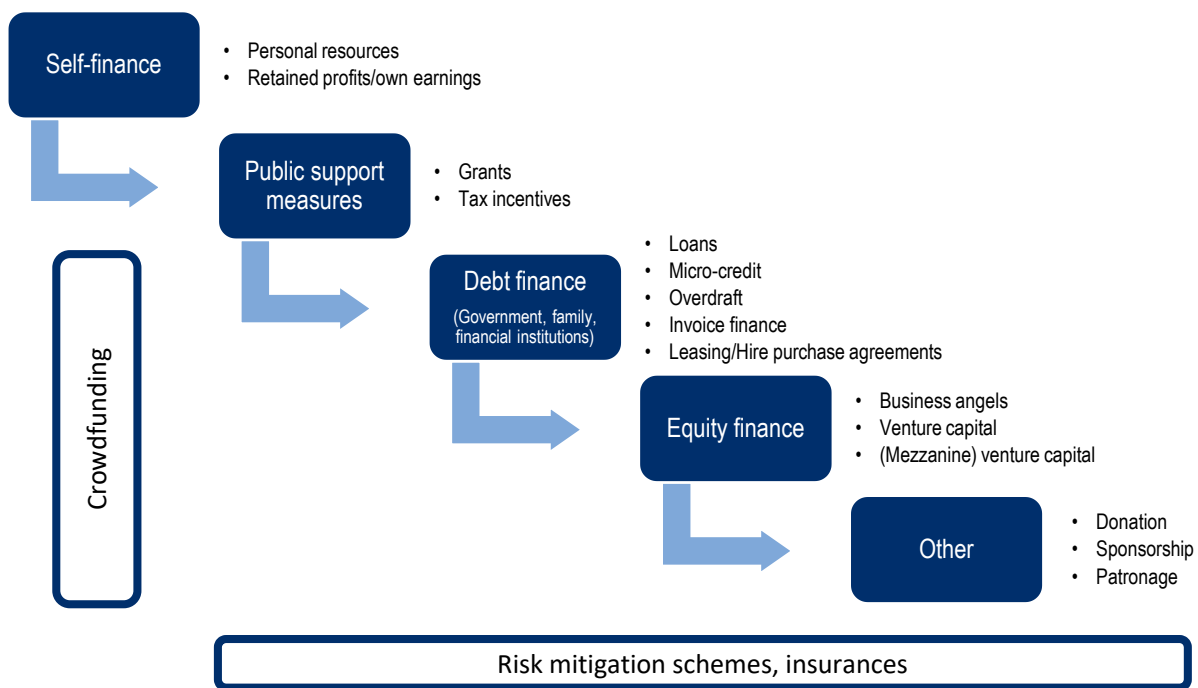 Self-finance
• Personal resources
• Retained profits/own earnings
Public support
measures
• Grants
• Tax incentives
Debt finance
(Government, family,
financial institutions)
• Loans
• Micro-credit
• Overdraft
• Invoice finance
• Leasing/Hire purchase agreements
Equity finance
• Business angels
• Venture capital
• (Mezzanine) venture capital
Other
• Donation
• Sponsorship
• Patronage
Crowdfunding
Risk mitigation schemes, insurances